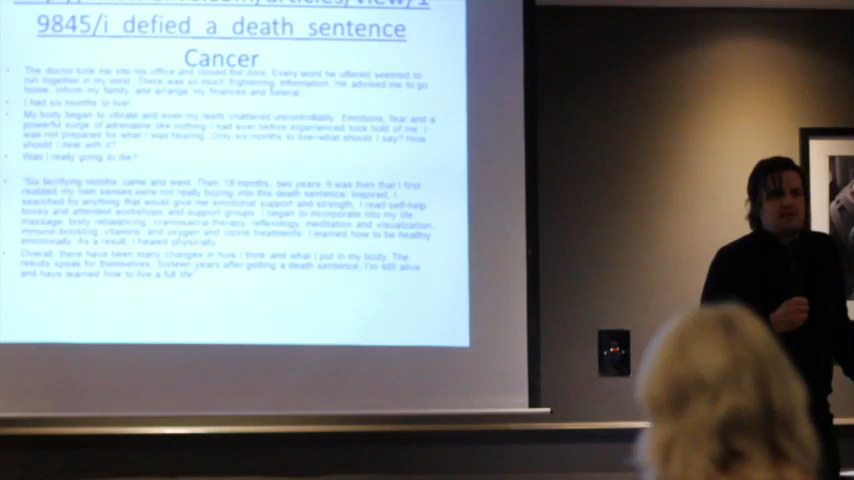 9845/i defied a death sentence
Cancer
The doctor took me into his office and closed the door. Every word he uttered seemed to
run together in my mind. There was so much frightening information. He advised me to go
home, inform my family, and arrange my finances and funeral.
I had six months to live!
My body began to vibrate and even my teeth chattered uncontrollably. Emotions, fear and a
powerful surge of adrenaline like nothing I had ever before experienced took hold of me. I
was not prepared for what I was hearing. Only six months to live—what should I say? How
should I deal with it?
Was I really going to die?
"Six terrifying months came and went. Then 18 months, two years. It was then that I first
realized my own senses were not really buying into this death sentence. Inspired, I
searched for anything that would give me emotional support and strength. I read self-help
books and attended workshops and support groups. I began to incorporate into my life
massage, body rebalancing, craniosacral therapy, reflexology, meditation and visualization,
immune-boosting vitamins, and oxygen and ozone treatments. I learned how to be healthy
emotionally. As a result, I healed physically.
Overall, there have been many changes in how I think and what I put in my body. The
results speak for themselves. Sixteen years after getting a death sentence, I'm still alive
and have learned how to live a full life"